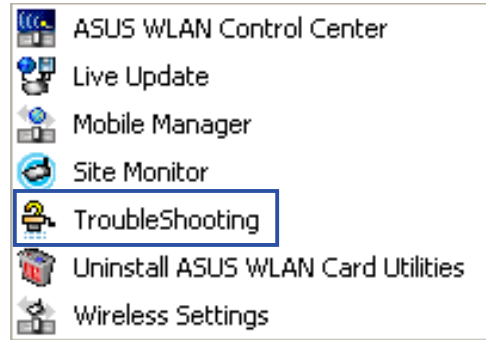 ASUS WLAN Control Center
Live Update
Mobile Manager
Site Monitor
TroubleShooting
Uninstall ASUS WLAN Card Utilities
Wireless Settings